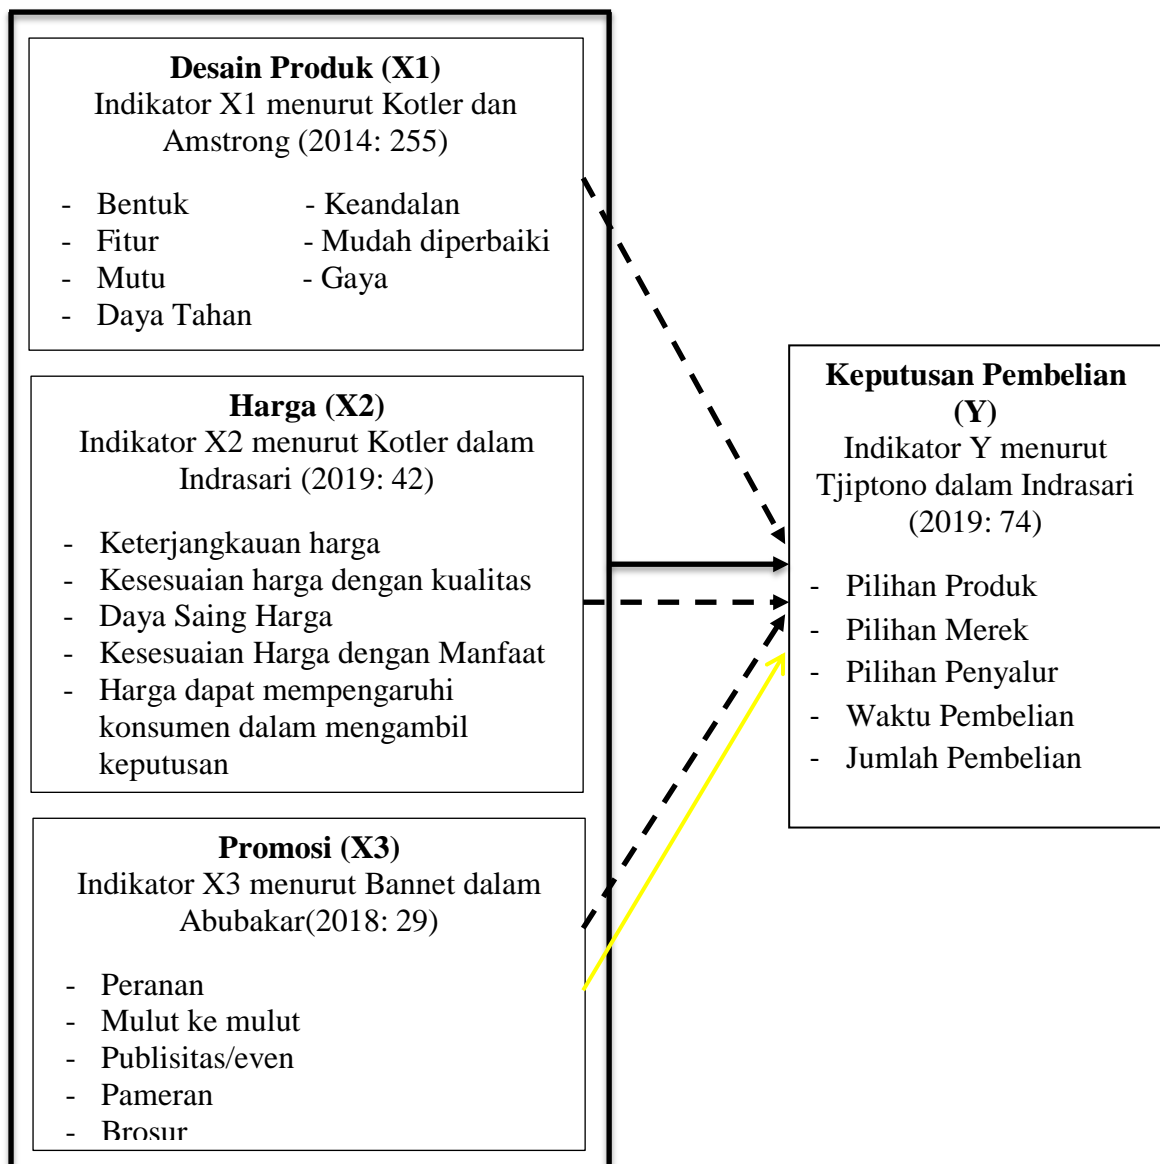 Desain Produk (X1)
Indikator X1 menurut Kotler dan
Amstrong (2014: 255)
- Bentuk - Keandalan
- Fitur - Mudah diperbaiki
- Mutu - Gaya
- Daya Tahan
Harga (X2)
Indikator X2 menurut Kotler dalam
Indrasari (2019: 42)
- Keterjangkauan harga
- Kesesuaian harga dengan kualitas
- Daya Saing Harga
- Kesesuaian Harga dengan Manfaat
- Harga dapat mempengaruhi
konsumen dalam mengambil
keputusan
Promosi (X3)
Indikator X3 menurut Bannet dalam
Abubakar(2018: 29)
- Peranan
- Mulut ke mulut
- Publisitas/even
- Pameran
- Brosur
Keputusan Pembelian
(Y)
Indikator Y menurut
Tjiptono dalam Indrasari
(2019: 74)
- Pilihan Produk
- Pilihan Merek
- Pilihan Penyalur
- Waktu Pembelian
- Jumlah Pembelian